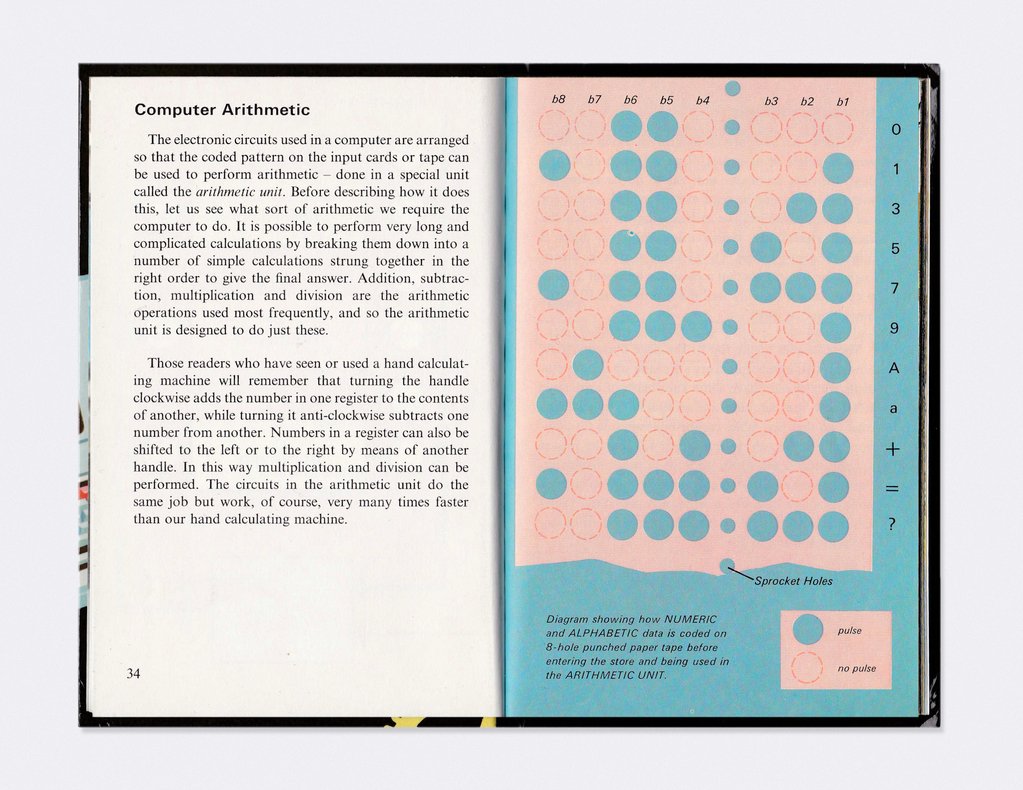 Computer Arithmetic
The electronic circuits used in a computer are arranged
so that the coded pattern on the input cards or tape can
be used to perform arithmetic – done in a special unit
called the arithmetic unit. Before describing how it does
this, let us see what sort of arithmetic we require the
computer to do. It is possible to perform very long and
complicated calculations by breaking them down into a
number of simple calculations strung together in the
right order to give the final answer. Addition, subtrac-
tion, multiplication and division are the arithmetic
operations used most frequently, and so the arithmetic
unit is designed to do just these.
Those readers who have seen or used a hand calculat-
ing machine will remember that turning the handle
clockwise adds the number in one register to the contents
of another, while turning it anti-clockwise subtracts one
number from another. Numbers in a register can also be
shifted to the left or to the right by means of another
handle. In this way multiplication and division can be
performed. The circuits in the arithmetic unit do the
same job but work, of course, very many times faster
than our hand calculating machine.
34
b8 b7 b6 b5 b4 b3 b2 b1
0
1
3
5
7
9
A
a
+
=
?
Sprocket Holes
Diagram showing how NUMERIC
and ALPHABETIC data is coded on
8-hole punched paper tape before
entering the store and being used in
the ARITHMETIC UNIT.
pulse
no pulse